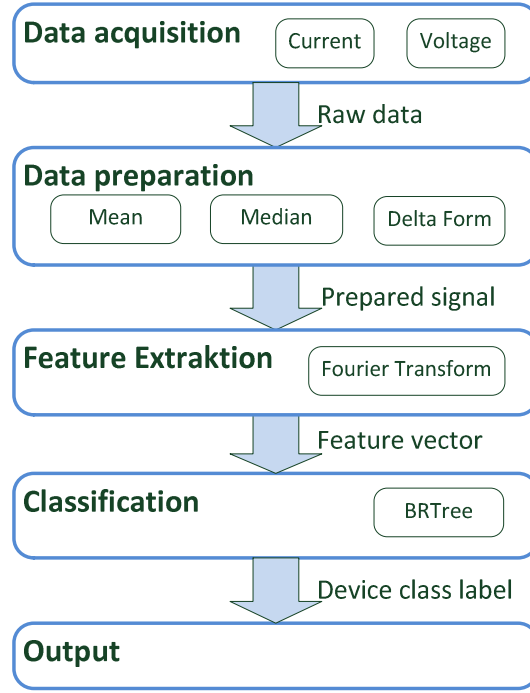 Data acquisition
Current
Voltage
Raw data
Data preparation
Mean
Median
Delta Form
Prepared signal
Feature Extraktion
Fourier Transform
Feature vector
Classification
BRTree
Device class label
Output